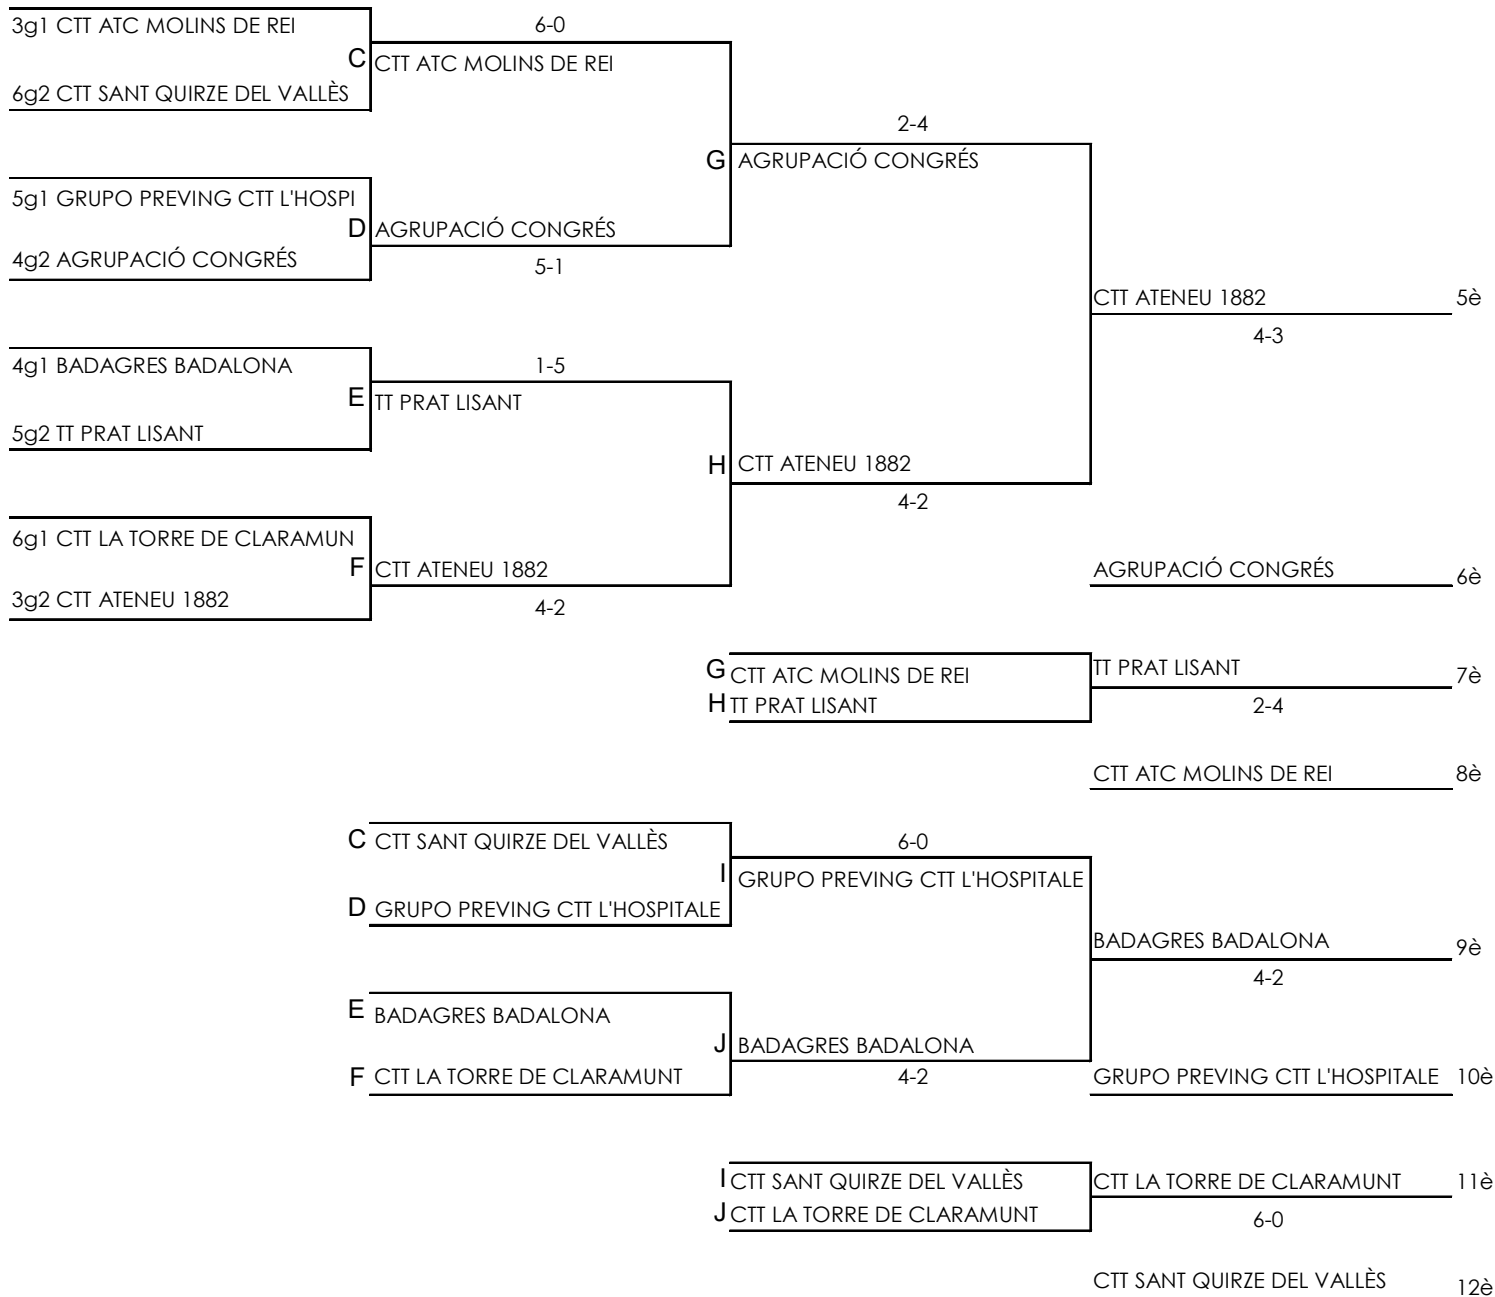 3g1 CTT ATC MOLINS DE REI
6-0
C
CTT ATC MOLINS DE REI
6g2 CTT SANT QUIRZE DEL VALLÈS
2-4
G
AGRUPACIÓ CONGRÉS
5g1 GRUPO PREVING CTT L'HOSPI
D
AGRUPACIÓ CONGRÉS
4g2 AGRUPACIÓ CONGRÉS
5-1
CTT ATENEU 1882
5è
4-3
4g1 BADAGRES BADALONA
1-5
E
TT PRAT LISANT
5g2 TT PRAT LISANT
H
CTT ATENEU 1882
4-2
6g1 CTT LA TORRE DE CLARAMUN
F
CTT ATENEU 1882
3g2 CTT ATENEU 1882
4-2
AGRUPACIÓ CONGRÉS
6è
G
CTT ATC MOLINS DE REI
H
TT PRAT LISANT
TT PRAT LISANT
7è
2-4
CTT ATC MOLINS DE REI
8è
C
CTT SANT QUIRZE DEL VALLÈS
6-0
I
GRUPO PREVING CTT L'HOSPITALE
D
GRUPO PREVING CTT L'HOSPITALE
BADAGRES BADALONA
9è
4-2
E
BADAGRES BADALONA
J
BADAGRES BADALONA
F
CTT LA TORRE DE CLARAMUNT
4-2
GRUPO PREVING CTT L'HOSPITALE
10è
I
CTT SANT QUIRZE DEL VALLÈS
J
CTT LA TORRE DE CLARAMUNT
CTT LA TORRE DE CLARAMUNT
11è
6-0
CTT SANT QUIRZE DEL VALLÈS
12è